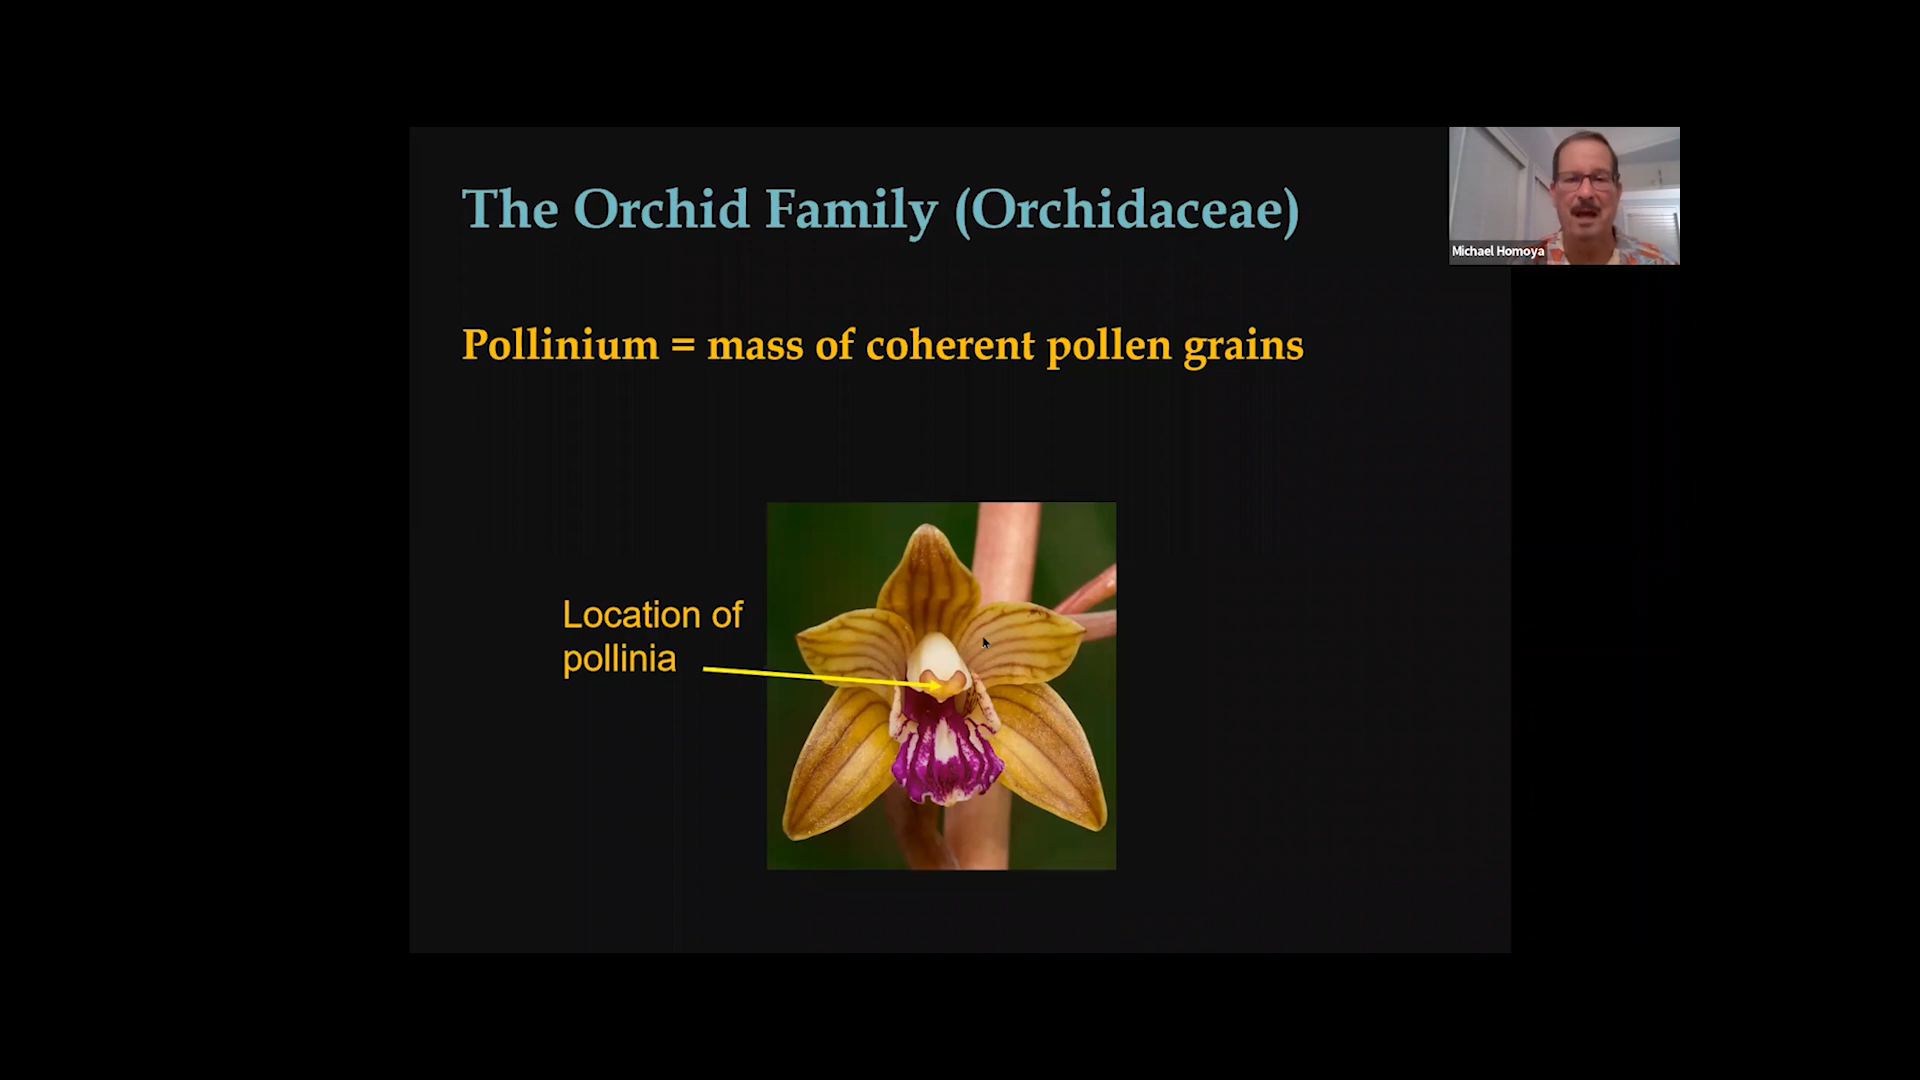 The Orchid Family (Orchidaceae)
Michael Homoya
Pollinium = mass of coherent pollen grains
Location of
pollinia